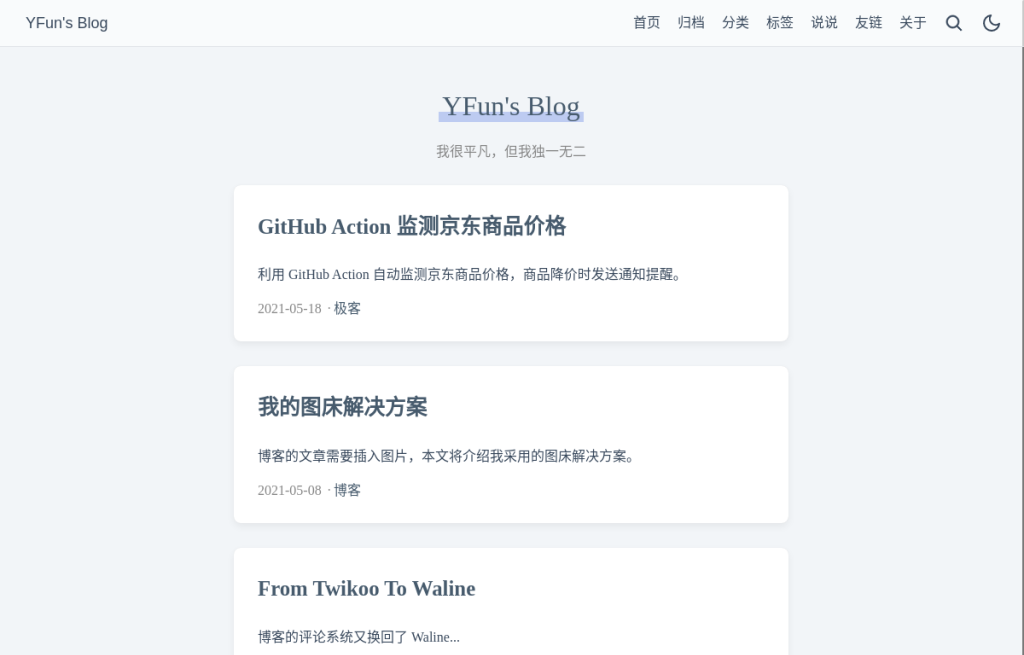 YFun's Blog
首页 归档 分类 标签 说说 友链 关于
YFun's Blog
我很平凡，但我独一无二
GitHub Action 监测京东商品价格
利用 GitHub Action 自动监测京东商品价格，商品降价时发送通知提醒。
2021-05-18 · 极客
我的图床解决方案
博客的文章需要插入图片，本文将介绍我采用的图床解决方案。
2021-05-08 · 博客
From Twikoo To Waline
博客的评论系统又换回了 Waline...